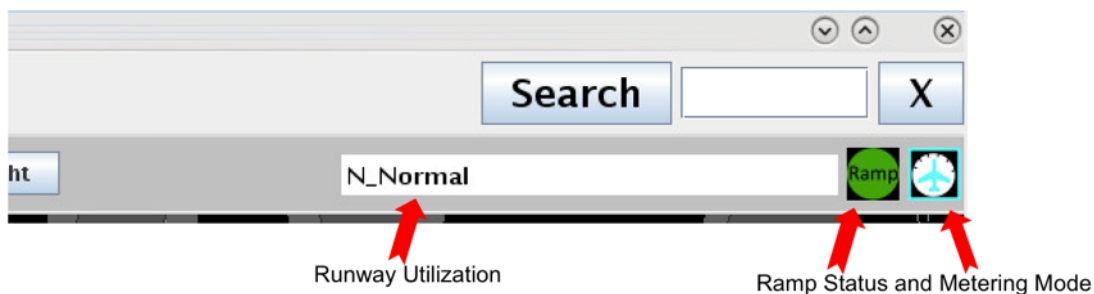 Search
X
ht
N_Normal
Ramp
Runway Utilization
Ramp Status and Metering Mode